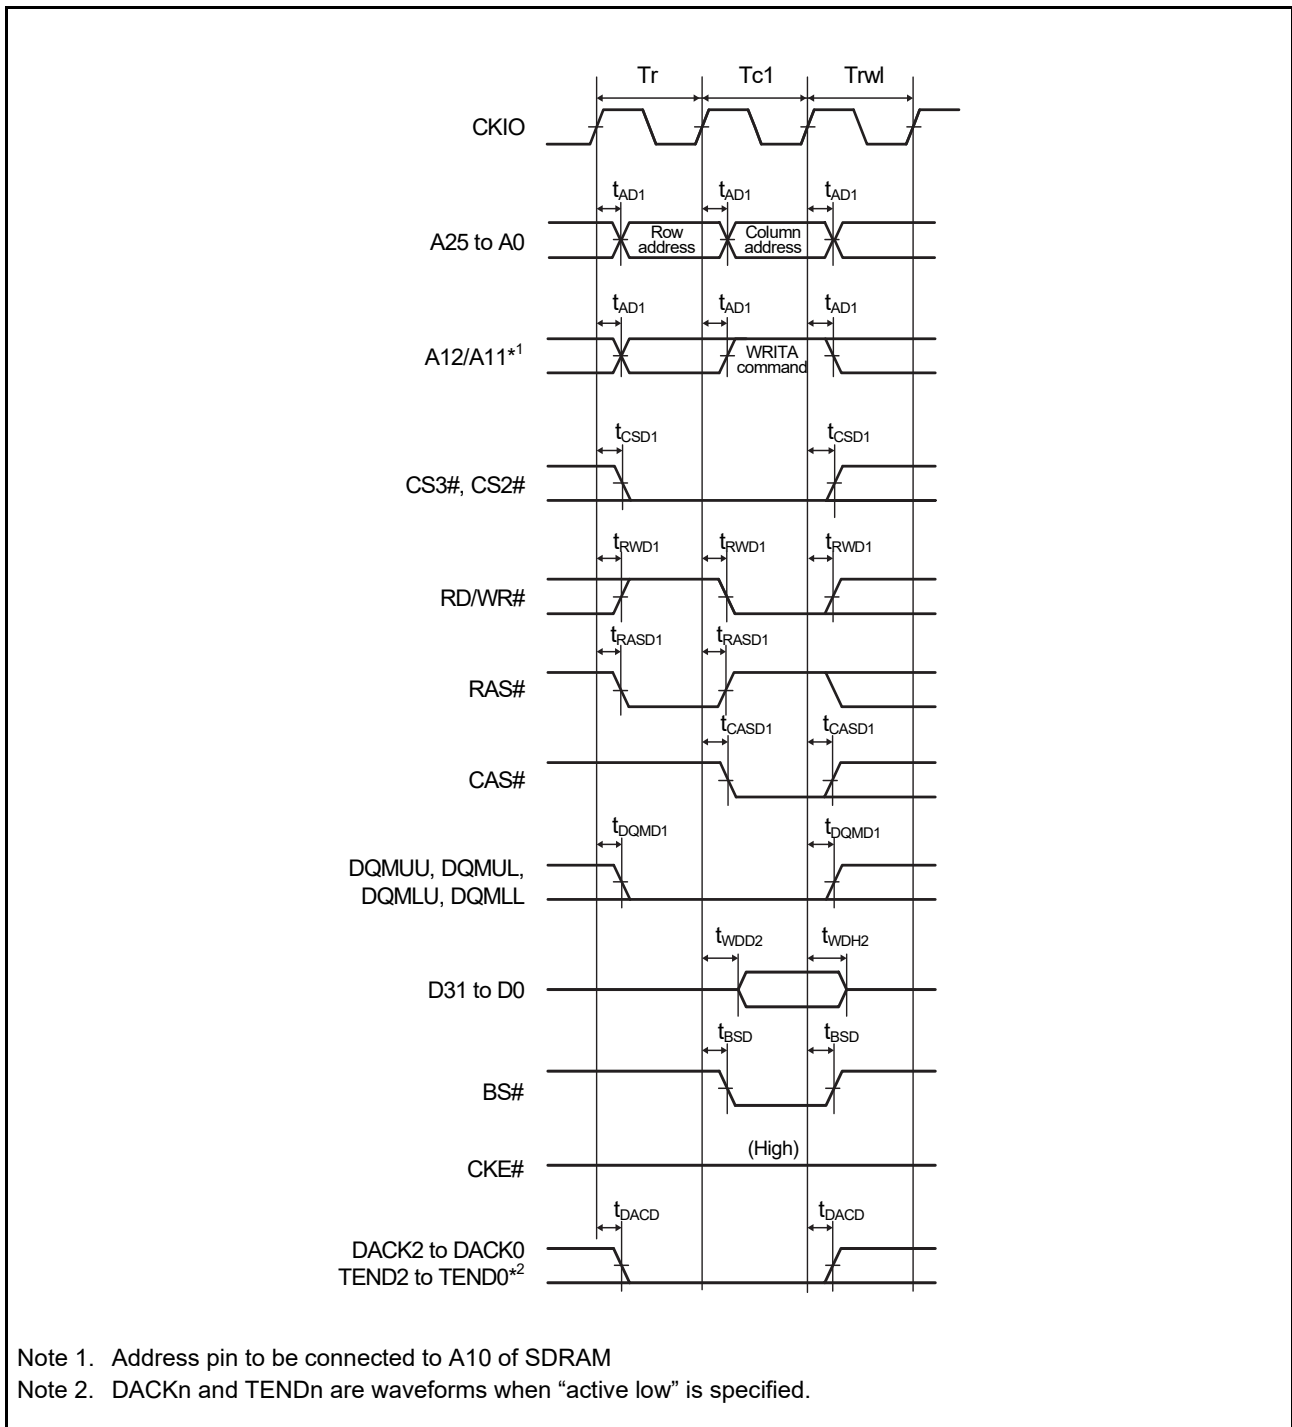 Tr Tc1 Trwl
CKIO
tAD1 tAD1 tAD1
A25 to A0
Row address
Column address
tAD1 tAD1 tAD1
A12/A11*1
WRITA command
tCSD1 tCSD1
CS3#, CS2#
tRWD1 tRWD1 tRWD1
RD/WR#
tRASD1 tRASD1
RAS#
tCASD1 tCASD1
CAS#
tDQMD1 tDQMD1
DQMUU, DQMUL,
DQMLU, DQMLL
tWDD2 tWDH2
D31 to D0
tBSD tBSD
BS#
(High)
CKE#
tDACD tDACD
DACK2 to DACK0
TEND2 to TEND0*2
Note 1. Address pin to be connected to A10 of SDRAM
Note 2. DACKn and TENDn are waveforms when “active low” is specified.